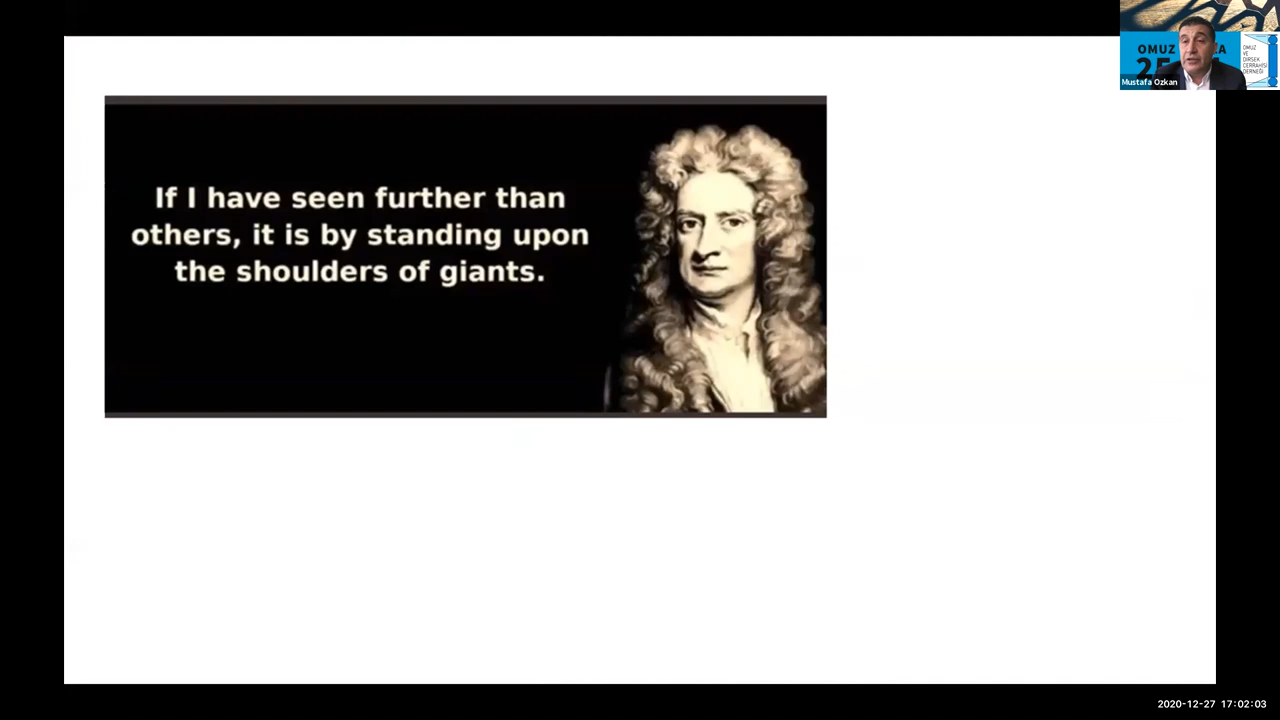 If I have seen further than
others, it is by standing upon
the shoulders of giants.
OMUZ
OMUZ
VE
DİRSEK
CERRAHİSİ
DERNEĞİ
Mustafa Ozkan
2020-12-27 17:02:03